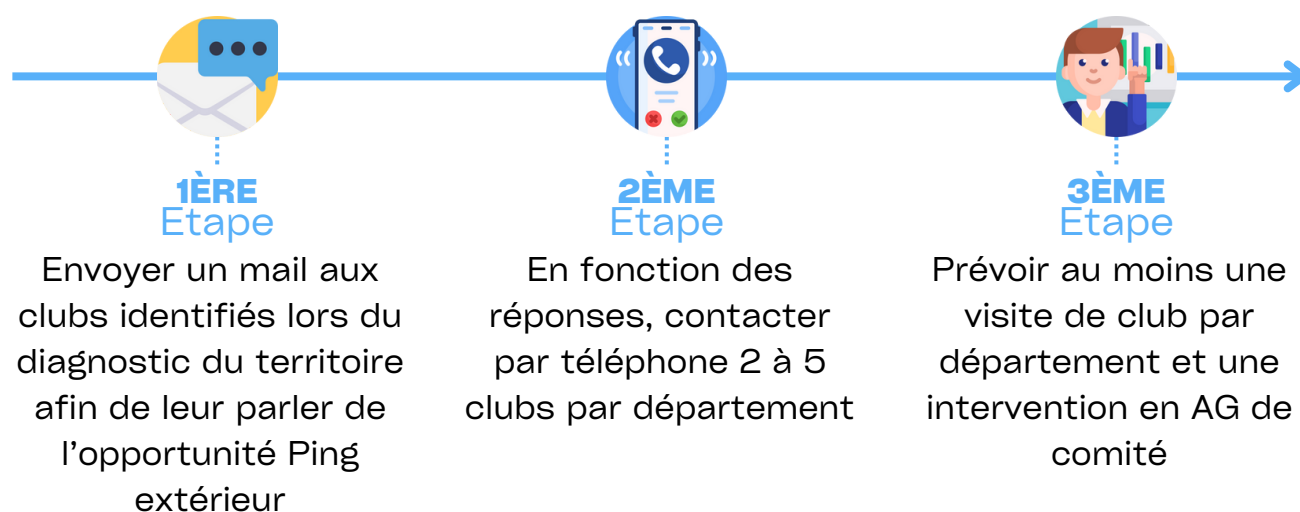 1ÈRE
Etape
Envoyer un mail aux
clubs identifiés lors du
diagnostic du territoire
afin de leur parler de
l'opportunité Ping
extérieur
2ÈME
Etape
En fonction des
réponses, contacter
par téléphone 2 à 5
clubs par département
3ÈME
Etape
Prévoir au moins une
visite de club par
département et une
intervention en AG de
comité